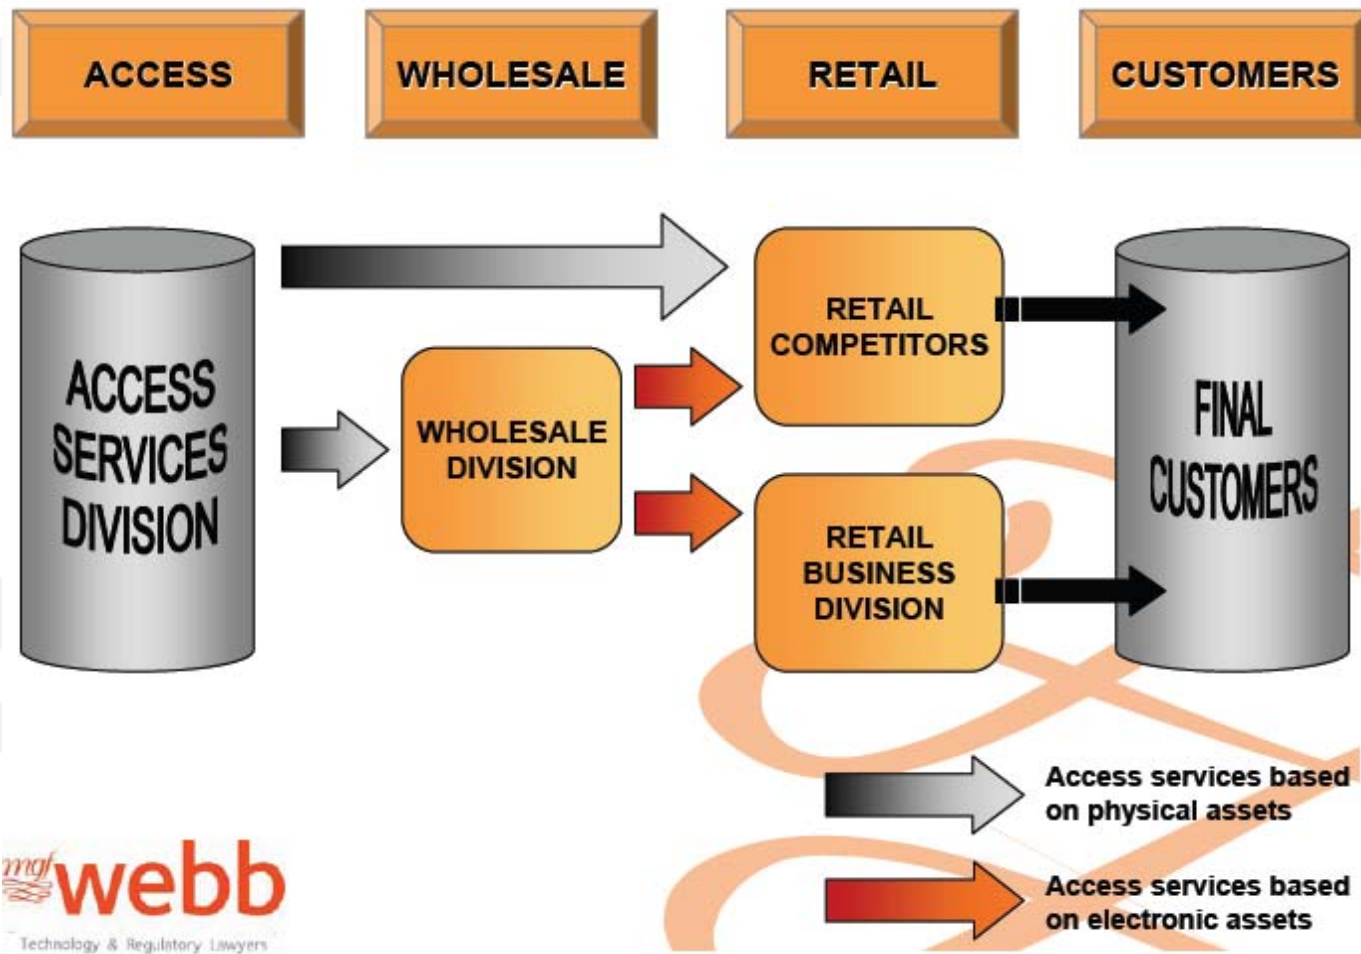 ACCESS
WHOLESALE
RETAIL
CUSTOMERS
ACCESS
SERVICES
DIVISION
WHOLESALE
DIVISION
RETAIL
COMPETITORS
RETAIL
BUSINESS
DIVISION
FINAL
CUSTOMERS
Access services based
on physical assets
Access services based
on electronic assets
mgf
webb
Technology & Regulatory Lawyers